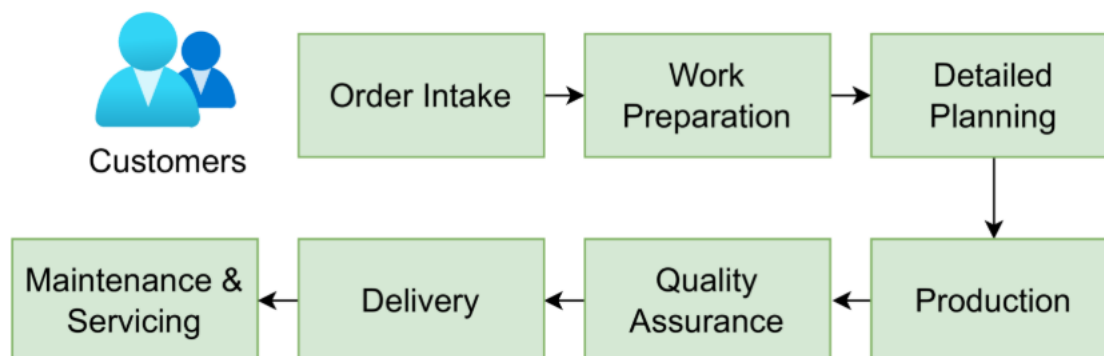 Customers
Order Intake
Work
Preparation
Detailed
Planning
Maintenance &
Servicing
Delivery
Quality
Assurance
Production